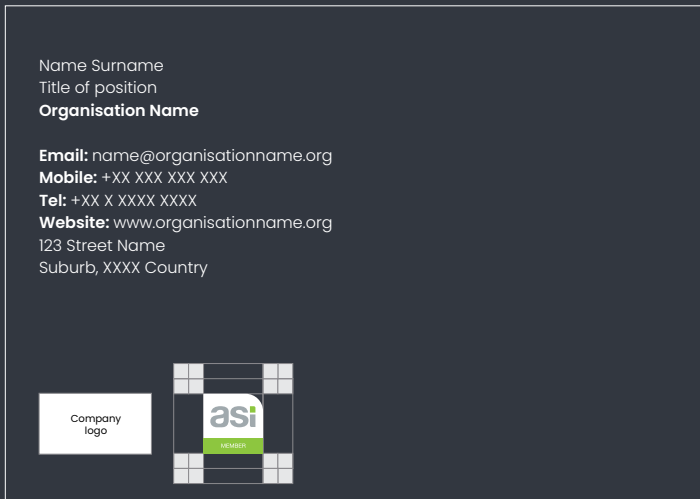 Name Surname
Title of position
Organisation Name
Email: name@organisationname.org
Mobile: +XX XXX XXX XXX
Tel: +XX X XXXX XXXX
Website: www.organisationname.org
123 Street Name
Suburb, XXXX Country
Company
logo
asi
MEMBER